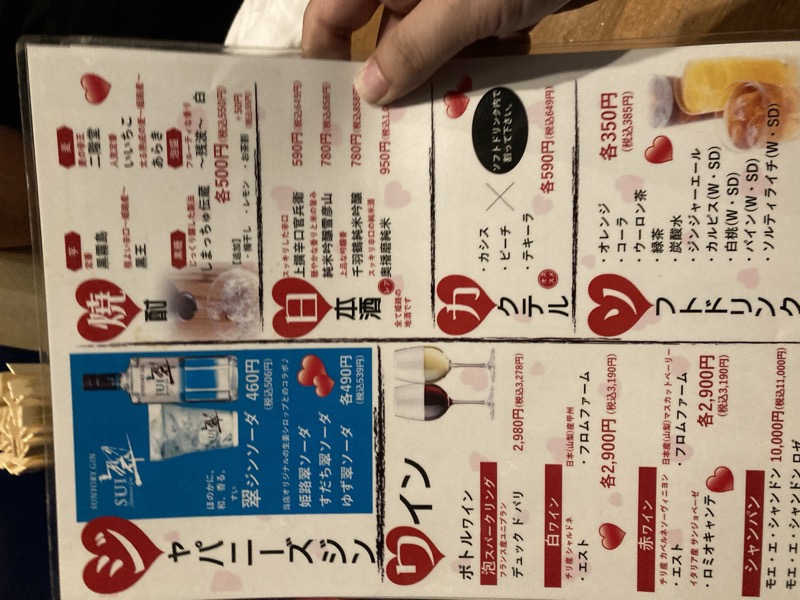 ジャパニーズジン
SUNTORY GIN
SUI 翠
ほのかに、
和、香る。
すい
翠ジンソーダ 460円
(税込506円)
当店オリジナルの生姜シロップとのコラボ♪
姫路翠ソーダ
すだち翠ソーダ
ゆず翠ソーダ 各490円
(税込539円)
ワイン
ボトルワイン
泡スパークリング
フランス産ユニブラン
デュック ド パリ 2,980円(税込3,278円)
白ワイン
チリ産 シャルドネ 日本(山梨)産甲州
・エスト ・フロムファーム
各2,900円 (税込3,190円)
赤ワイン
チリ産 カベルネソーヴィニヨン 日本産(山梨)マスカットベーリー
・エスト ・フロムファーム
イタリア産 サンジョベーゼ
・ロミオキャンテ 各2,900円
(税込3,190円)
シャンパン
モエ・エ・シャンドン 10,000円(税込11,000円)
モエ・エ・シャンドン ロゼ
焼酎
芋 麦
定番 麦の帝王
黒霧島 二階堂
程よい辛口〜姫路産〜 人気定番
黒王 いいちこ
太る熟成の麦〜姫路産〜
あらき
黒糖 泡盛
じっくり醸した製法 フルーティな香り
しまっちゅ伝蔵 〜残波〜 白
各500円(税込550円)
【追加】 +50円
・梅干し ・レモン ・お茶割 (税込55円)
日本酒
スッキリした辛口
上撰辛口官兵衛 590円(税込649円)
穏やかな香りと米の旨み
純米吟醸雪彦山 780円(税込858円)
上品な吟醸香
千羽鶴純米吟醸 780円(税込858円
スッキリ辛口の純米酒
レア 奥播磨純米 950円(税込1,0
全て姫路の
地酒です
カクテル
・カシス
・ピーチ
・テキーラ
×
ソフトドリンク内で
割って下さい。
オススメ
各590円(税込649円)
ソフトドリンク
・オレンジ 各350円
・コーラ (税込385円)
・ウーロン茶
・緑茶
・炭酸水
・ジンジャーエール
・カルピス(W・SD)
・白桃(W・SD)
・パイン(W・SD)
・ソルティライチ(W・SD)